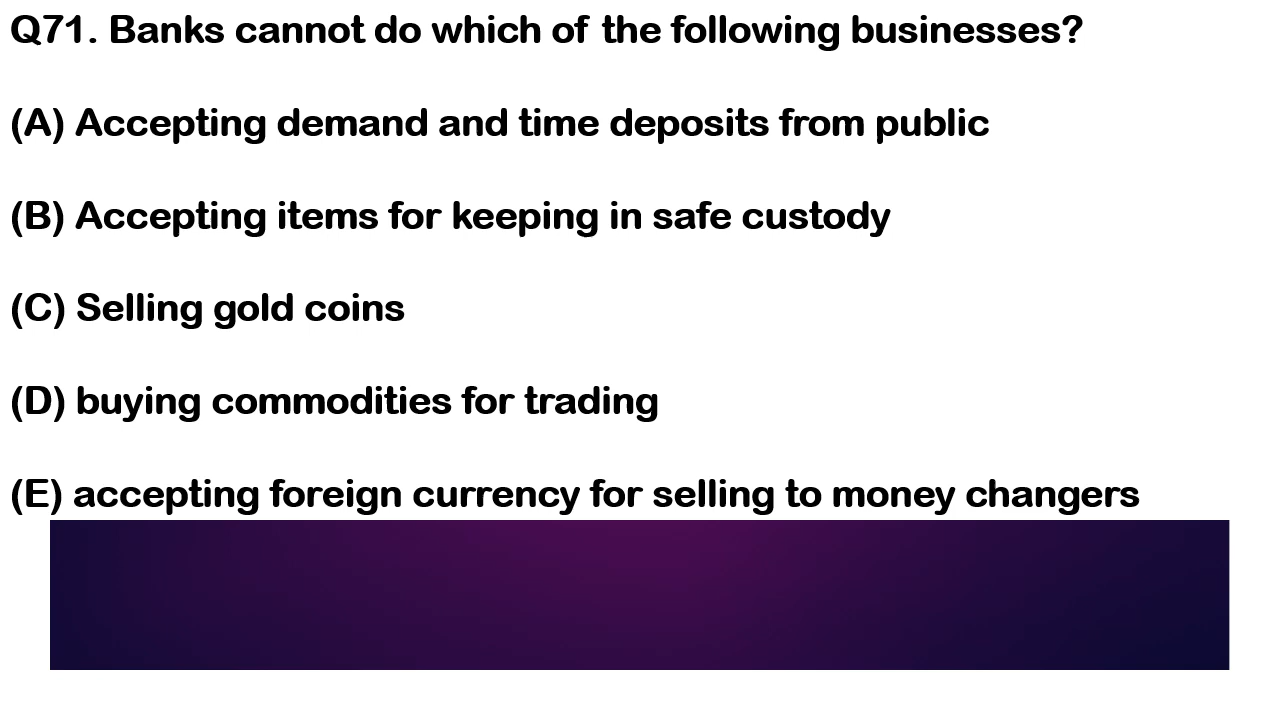 Q71. Banks cannot do which of the following businesses?
(A) Accepting demand and time deposits from public
(B) Accepting items for keeping in safe custody
(C) Selling gold coins
(D) buying commodities for trading
(E) accepting foreign currency for selling to money changers